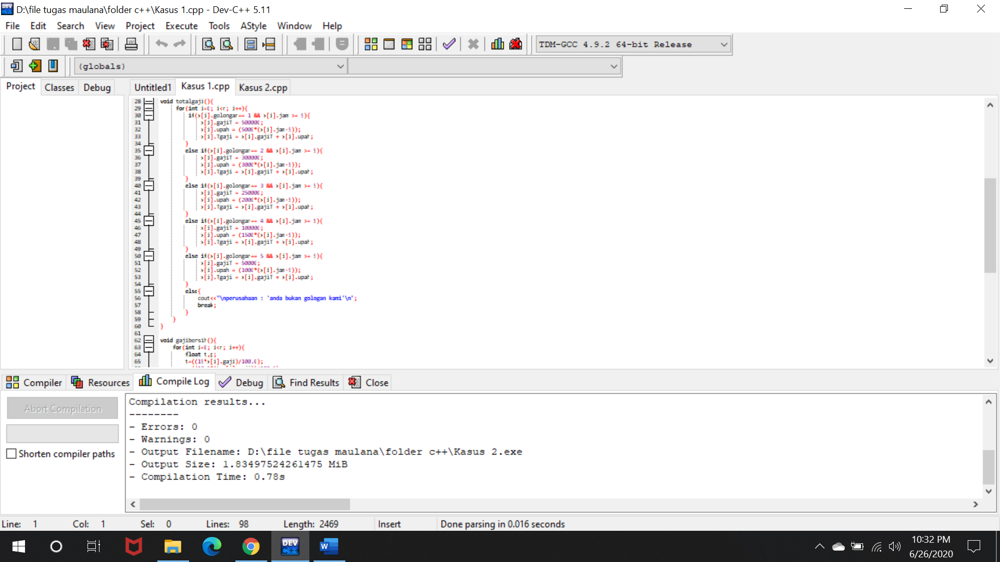 D:\file tugas maulana\folder c++\Kasus 1.cpp - Dev-C++ 5.11
File Edit Search View Project Execute Tools AStyle Window Help
TDM-GCC 4.9.2 64-bit Release
(globals)
Project Classes Debug
Untitled1 Kasus 1.cpp Kasus 2.cpp
28 void totalgaji(){
29 for(int i=0; i<r; i++){
30 if(>[i].golongar== 1 && >[i].jam >= 5){
31 >[i].gajiT = 500000;
32 >[i].upah = (5000*(>[i].jam-5));
33 >[i].Tgaji = >[i].gajiT + >[i].upah;
34 }
35 else if(>[i].golongar== 2 && >[i].jam >= 5){
36 >[i].gajiT = 300000;
37 >[i].upah = (3000*(>[i].jam-5));
38 >[i].Tgaji = >[i].gajiT + >[i].upah;
39 }
40 else if(>[i].golongar== 3 && >[i].jam >= 5){
41 >[i].gajiT = 250000;
42 >[i].upah = (2000*(>[i].jam-5));
43 >[i].Tgaji = >[i].gajiT + >[i].upah;
44 }
45 else if(>[i].golongar== 4 && >[i].jam >= 5){
46 >[i].gajiT = 100000;
47 >[i].upah = (1500*(>[i].jam-5));
48 >[i].Tgaji = >[i].gajiT + >[i].upah;
49 }
50 else if(>[i].golongar== 5 && >[i].jam >= 5){
51 >[i].gajiT = 50000;
52 >[i].upah = (1000*(>[i].jam-5));
53 >[i].Tgaji = >[i].gajiT + >[i].upah;
54 }
55 else{
56 cout<<"\nperusahaan : 'anda bukan gologan kami'\n";
57 break;
58 }
59 }
60 }
61
62 void gajibersih(){
63 for(int i=0; i<r; i++){
64 float t,p;
65 t=((15*>[i].gaji)/100.0);
Compiler Resources Compile Log Debug Find Results Close
Abort Compilation
Shorten compiler paths
Compilation results...
--------
- Errors: 0
- Warnings: 0
- Output Filename: D:\file tugas maulana\folder c++\Kasus 2.exe
- Output Size: 1.83497524261475 MiB
- Compilation Time: 0.78s
Line: 1 Col: 1 Sel: 0 Lines: 98 Length: 2469 Insert Done parsing in 0.016 seconds
DEV C++
W
10:32 PM
6/26/2020